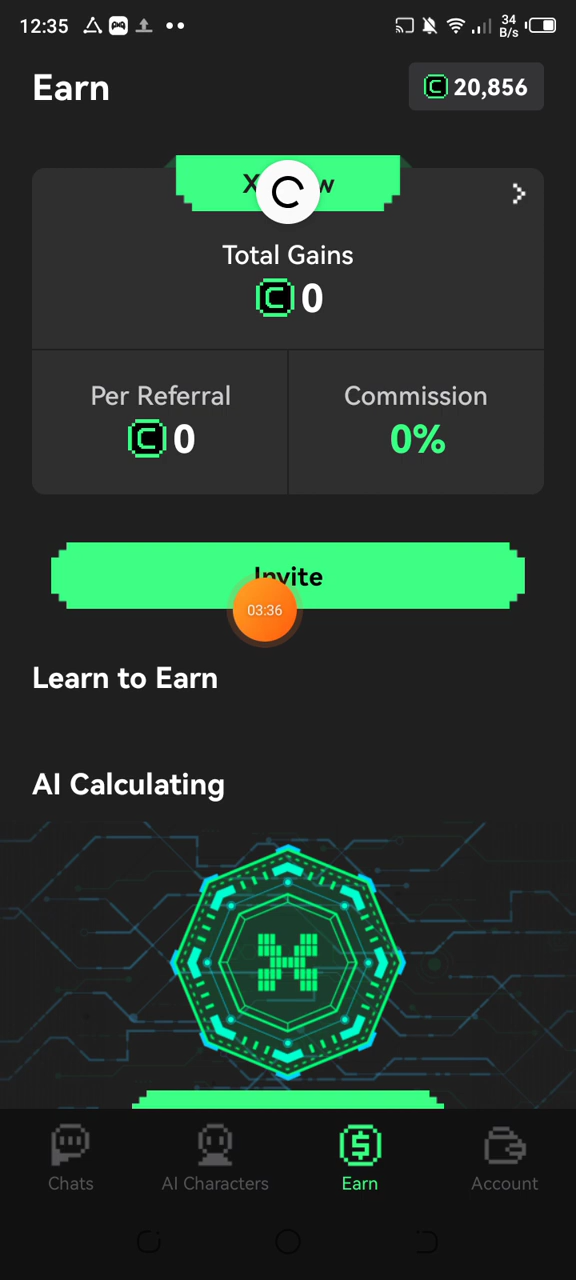 12:35
34
B/s
Earn
20,856
Total Gains
0
Per Referral
Commission
0
0%
Invite
03:36
Learn to Earn
AI Calculating
Chats
AI Characters
Earn
Account